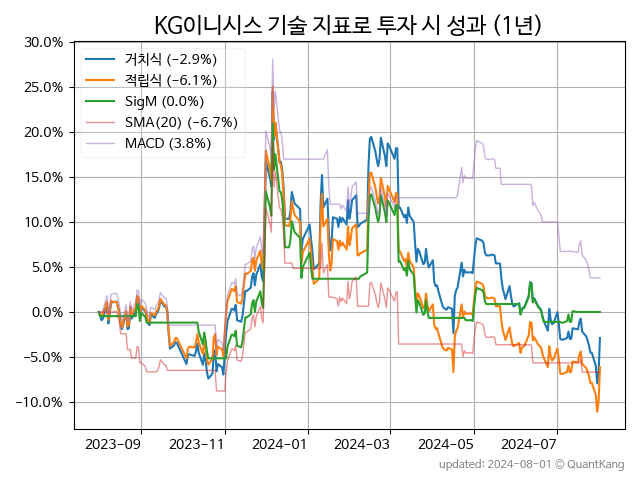 KG이니시스 기술 지표로 투자 시 성과 (1년)
30.0%
25.0%
20.0%
15.0%
10.0%
5.0%
0.0%
−5.0%
−10.0%
거치식 (−2.9%)
적립식 (−6.1%)
SigM (0.0%)
SMA(20) (−6.7%)
MACD (3.8%)
2023-09
2023-11
2024-01
2024-03
2024-05
2024-07
updated: 2024-08-01 © QuantKang